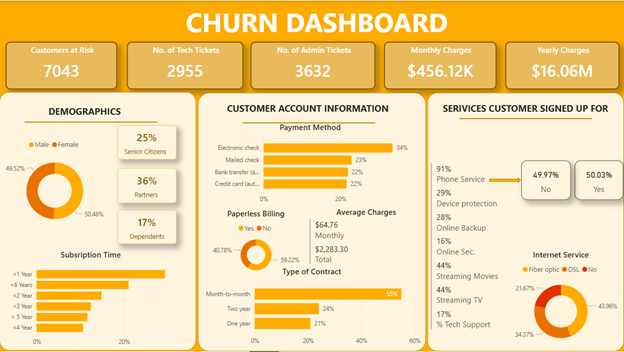 CHURN DASHBOARD
Customers at Risk
7043
No. of Tech Tickets
2955
No. of Admin Tickets
3632
Monthly Charges
$456.12K
Yearly Charges
$16.06M
DEMOGRAPHICS
Male Female
49.52%
50.48%
25%
Senior Citizens
36%
Partners
17%
Dependents
Subsription Time
<1 Year
<6 Years
<2 Year
<3 Year
< 5 Year
<4 Year
0% 20%
CUSTOMER ACCOUNT INFORMATION
Payment Method
Electronic check 34%
Mailed check 23%
Bank transfer (a... 22%
Credit card (aut... 22%
0% 20%
Paperless Billing
Yes No
40.78%
59.22%
Average Charges
$64.76
Monthly
$2,283.30
Total
Type of Contract
Month-to-month 55%
Two year 24%
One year 21%
0% 20% 40% 60%
SERIVCES CUSTOMER SIGNED UP FOR
91%
Phone Service
29%
Device protection
28%
Online Backup
16%
Online Sec.
44%
Streaming Movies
44%
Streaming TV
17%
% Tech Support
49.97%
No
50.03%
Yes
Internet Service
Fiber optic DSL No
21.67%
43.96%
34.37%